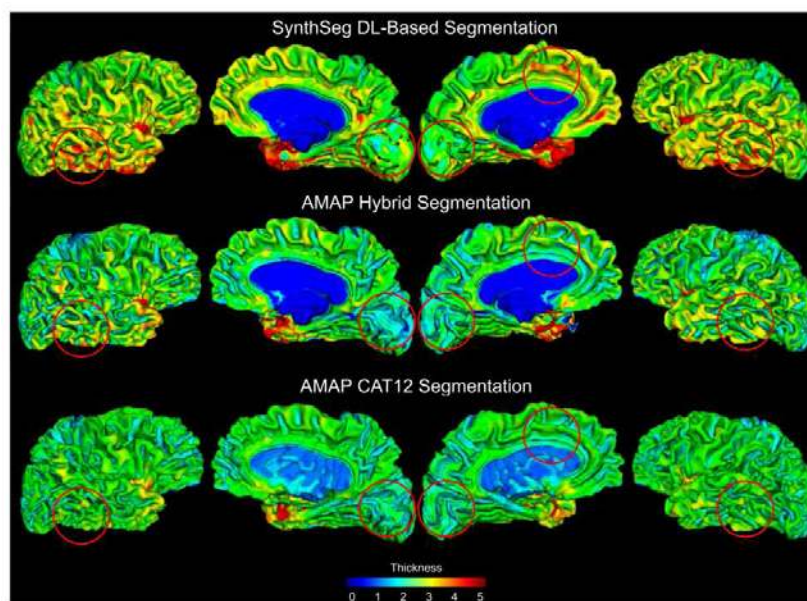 SynthSeg DL-Based Segmentation
AMAP Hybrid Segmentation
AMAP CAT12 Segmentation
Thickness
0 1 2 3 4 5